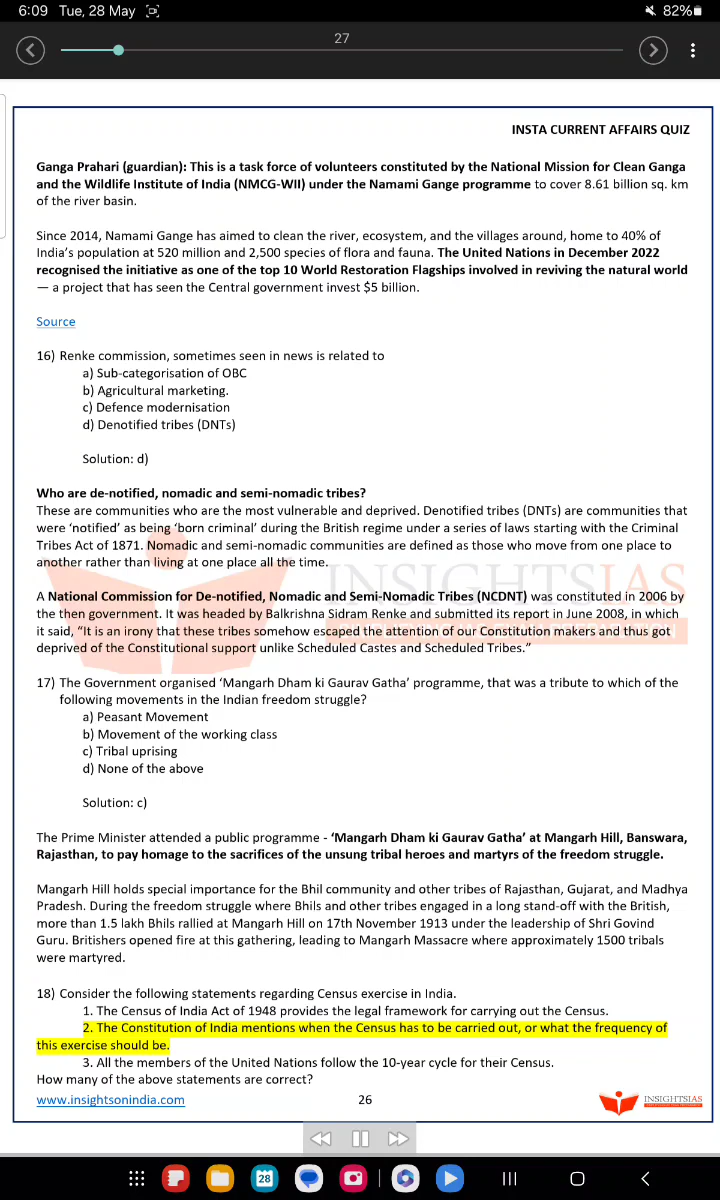 6:09 Tue, 28 May
82%
27
INSTA CURRENT AFFAIRS QUIZ
Ganga Prahari (guardian): This is a task force of volunteers constituted by the National Mission for Clean Ganga
and the Wildlife Institute of India (NMCG-WII) under the Namami Gange programme to cover 8.61 billion sq. km
of the river basin.
Since 2014, Namami Gange has aimed to clean the river, ecosystem, and the villages around, home to 40% of
India’s population at 520 million and 2,500 species of flora and fauna. The United Nations in December 2022
recognised the initiative as one of the top 10 World Restoration Flagships involved in reviving the natural world
— a project that has seen the Central government invest $5 billion.
Source
16) Renke commission, sometimes seen in news is related to
a) Sub-categorisation of OBC
b) Agricultural marketing.
c) Defence modernisation
d) Denotified tribes (DNTs)
Solution: d)
Who are de-notified, nomadic and semi-nomadic tribes?
These are communities who are the most vulnerable and deprived. Denotified tribes (DNTs) are communities that
were ‘notified’ as being ‘born criminal’ during the British regime under a series of laws starting with the Criminal
Tribes Act of 1871. Nomadic and semi-nomadic communities are defined as those who move from one place to
another rather than living at one place all the time.
INSIGHTSIAS
A National Commission for De-notified, Nomadic and Semi-Nomadic Tribes (NCDNT) was constituted in 2006 by
the then government. It was headed by Balkrishna Sidram Renke and submitted its report in June 2008, in which
it said, “It is an irony that these tribes somehow escaped the attention of our Constitution makers and thus got
deprived of the Constitutional support unlike Scheduled Castes and Scheduled Tribes.”
17) The Government organised ‘Mangarh Dham ki Gaurav Gatha’ programme, that was a tribute to which of the
following movements in the Indian freedom struggle?
a) Peasant Movement
b) Movement of the working class
c) Tribal uprising
d) None of the above
Solution: c)
The Prime Minister attended a public programme - ‘Mangarh Dham ki Gaurav Gatha’ at Mangarh Hill, Banswara,
Rajasthan, to pay homage to the sacrifices of the unsung tribal heroes and martyrs of the freedom struggle.
Mangarh Hill holds special importance for the Bhil community and other tribes of Rajasthan, Gujarat, and Madhya
Pradesh. During the freedom struggle where Bhils and other tribes engaged in a long stand-off with the British,
more than 1.5 lakh Bhils rallied at Mangarh Hill on 17th November 1913 under the leadership of Shri Govind
Guru. Britishers opened fire at this gathering, leading to Mangarh Massacre where approximately 1500 tribals
were martyred.
18) Consider the following statements regarding Census exercise in India.
1. The Census of India Act of 1948 provides the legal framework for carrying out the Census.
2. The Constitution of India mentions when the Census has to be carried out, or what the frequency of
this exercise should be.
3. All the members of the United Nations follow the 10-year cycle for their Census.
How many of the above statements are correct?
www.insightsonindia.com
26
INSIGHTSIAS
28